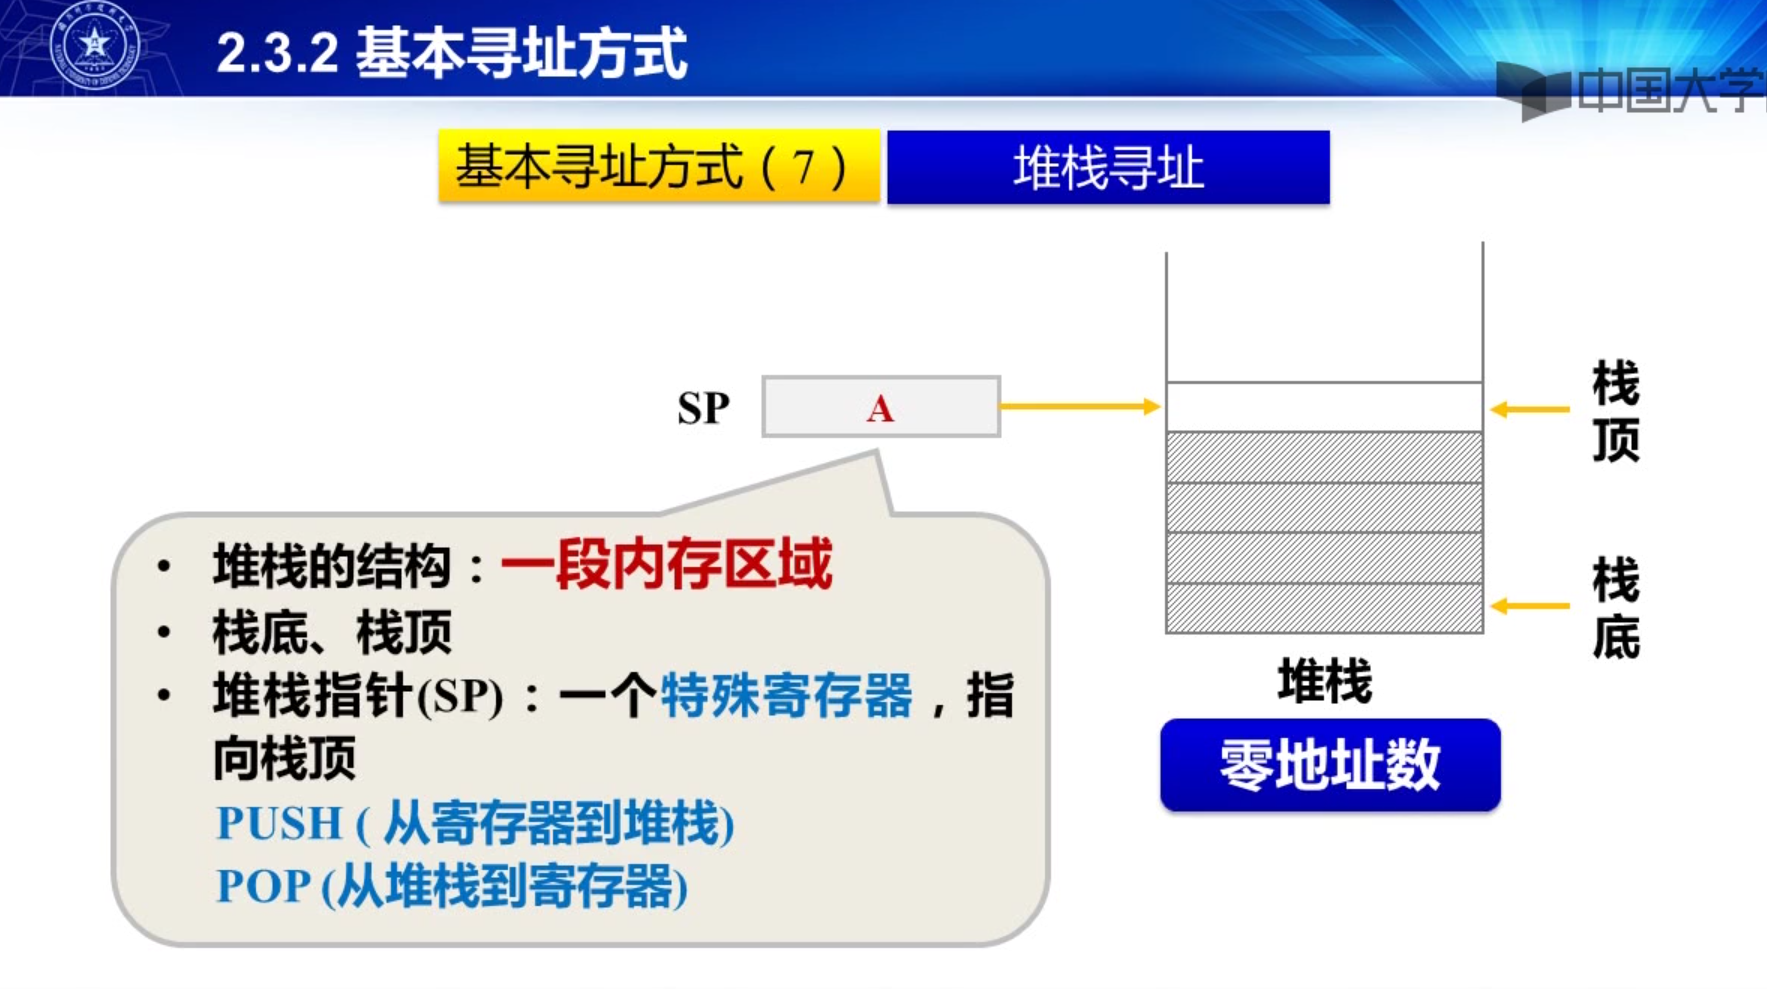 2.3.2 基本寻址方式
中国大学
基本寻址方式（7）
堆栈寻址
SP
A
栈顶
栈底
• 堆栈的结构：一段内存区域
• 栈底、栈顶
• 堆栈指针(SP)：一个特殊寄存器，指
向栈顶
PUSH ( 从寄存器到堆栈)
POP (从堆栈到寄存器)
堆栈
零地址数